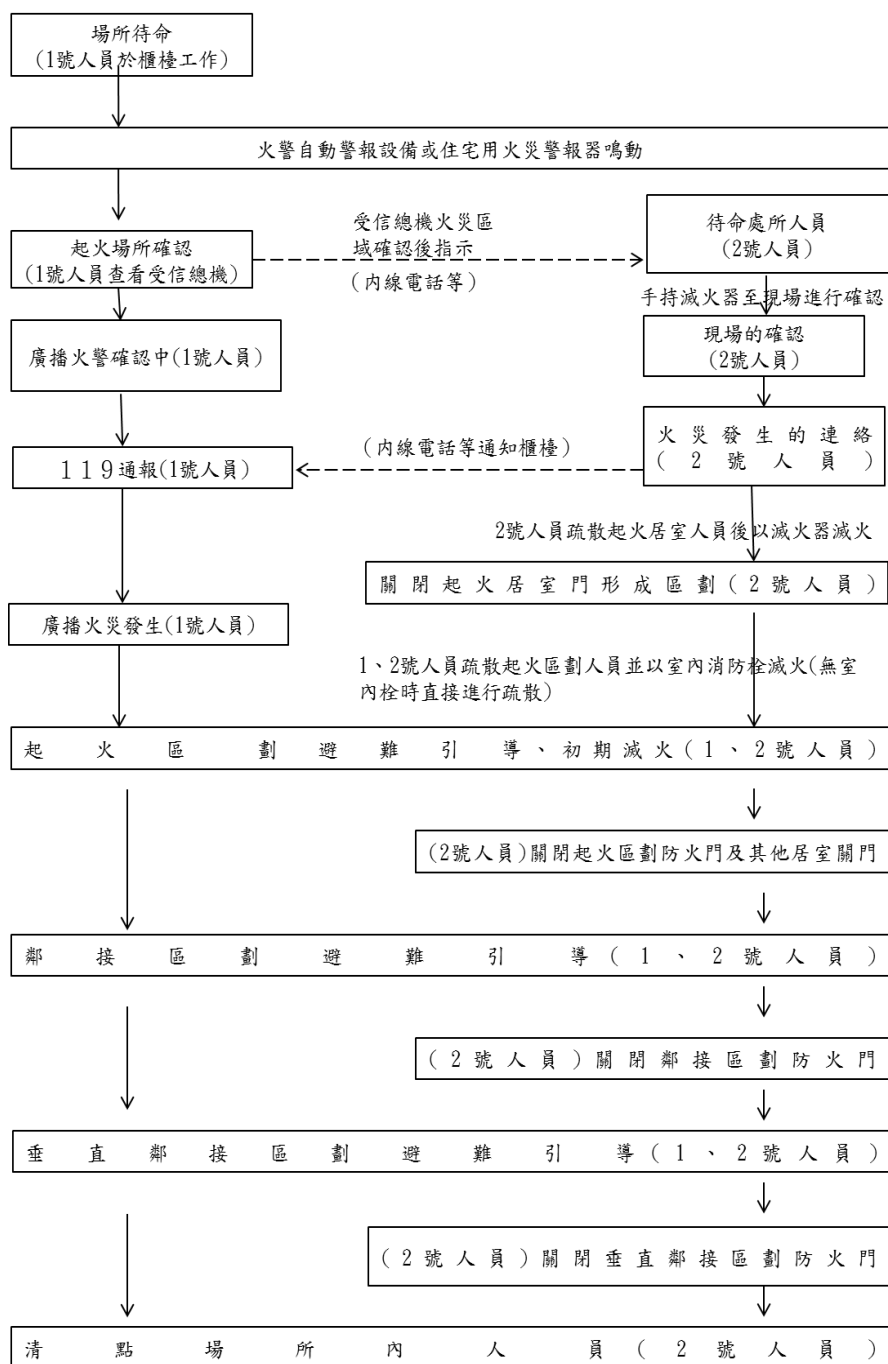 場所待命
(1號人員於櫃檯工作)
火警自動警報設備或住宅用火災警報器鳴動
起火場所確認
(1號人員查看受信總機)
受信總機火災區
域確認後指示
(內線電話等)
待命處所人員
(2號人員)
手持滅火器至現場進行確認
廣播火警確認中(1號人員)
現場的確認
(2號人員)
火災發生的連絡
(2號人員)
(內線電話等通知櫃檯)
119通報(1號人員)
2號人員疏散起火居室人員後以滅火器滅火
關閉起火居室門形成區劃(2號人員)
廣播火災發生(1號人員)
1、2號人員疏散起火區劃人員並以室內消防栓滅火(無室
內栓時直接進行疏散)
起火區劃避難引導、初期滅火(1、2號人員)
(2號人員)關閉起火區劃防火門及其他居室關門
鄰接區劃避難引導(1、2號人員)
(2號人員)關閉鄰接區劃防火門
垂直鄰接區劃避難引導(1、2號人員)
(2號人員)關閉垂直鄰接區劃防火門
清點場所內人員(2號人員)